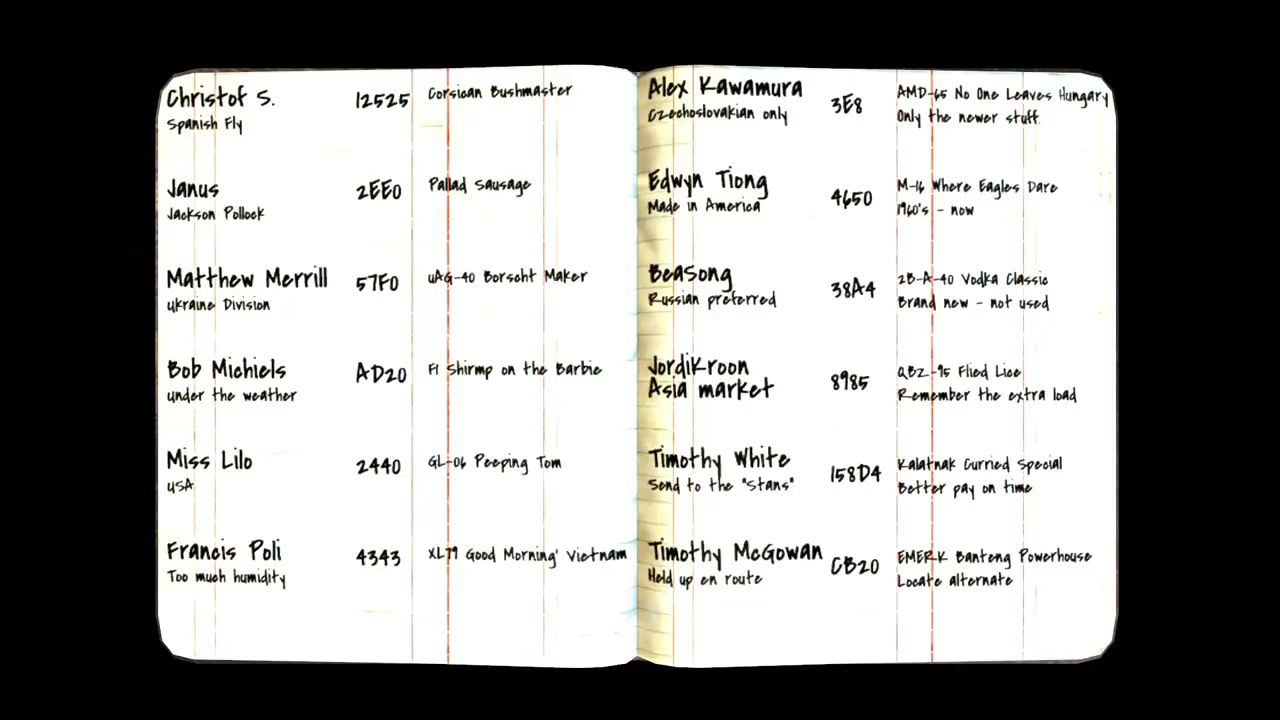 Christof S. 12525 Corsican Bushmaster
Spanish Fly
Janus 2EE0 Pallad Sausage
Jackson Pollock
Matthew Merrill 57F0 UAG-40 Borscht Maker
Ukraine Division
Bob Michiels AD20 F1 Shirmp on the Barbie
under the weather
Miss Lilo 2440 GL-06 Peeping Tom
USA
Francis Poli 4343 XL79 Good Morning' Vietnam
Too much humidity
Alex Kawamura 3E8 AMD-65 No One Leaves Hungary
Czechoslovakian only Only the newer stuff.
Edwyn Tiong 4650 M-16 Where Eagles Dare
Made in America 1960's - now
BeaSong 38A4 2B-A-40 Vodka Classic
Russian preferred Brand new - not used
JordiKroon 8985 QBZ-95 Flied Lice
Asia market Remember the extra load
Timothy White 158D4 Kalatnak Curried Special
Send to the "Stans" Better pay on time
Timothy McGowan CB20 EMERK Banteng Powerhouse
Held up en route Locate alternate